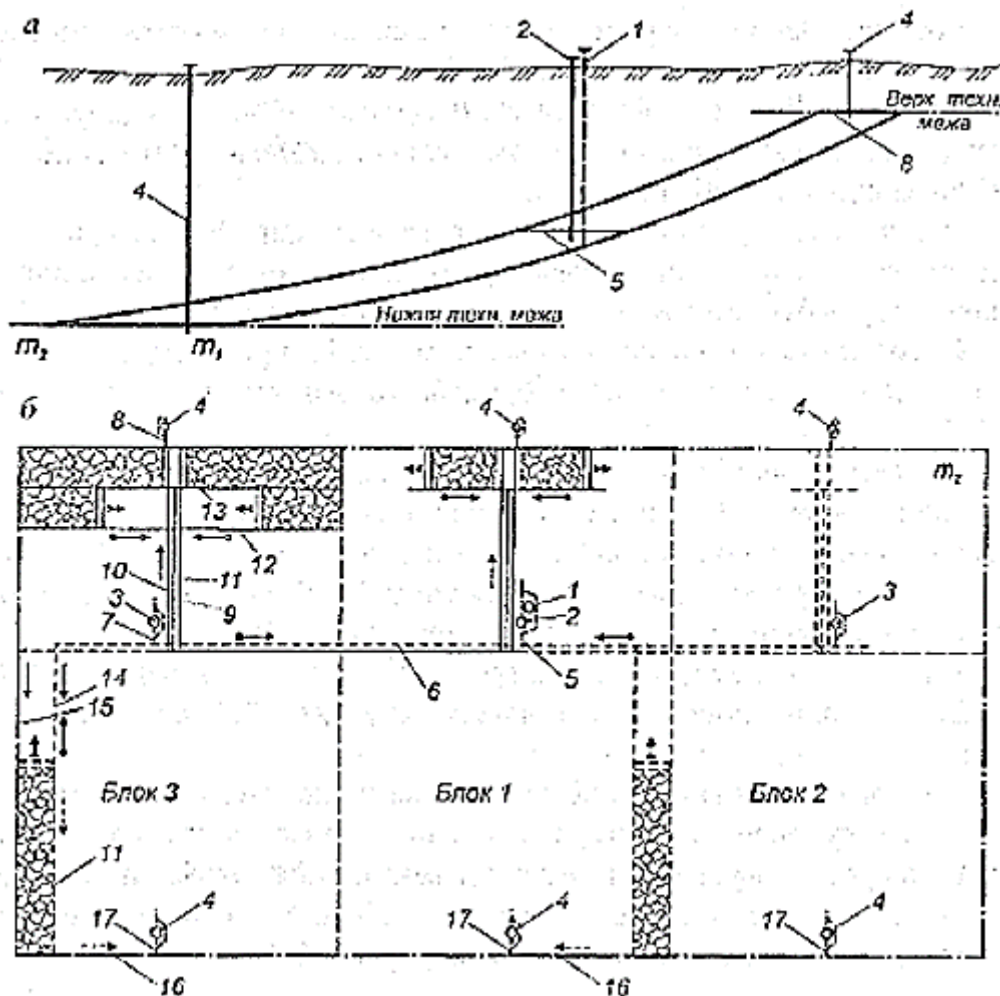 а
2 1 4
Верх. техн.
межа
8
4
5
Нижня техн. межа
m₂ m₁
б
8 4 4 4
m₂
13
12
10 11
3 9 1 3
7 2
6 5
14
15
Блок 3 Блок 1 Блок 2
11
17 4 17 4 17 4
16 16